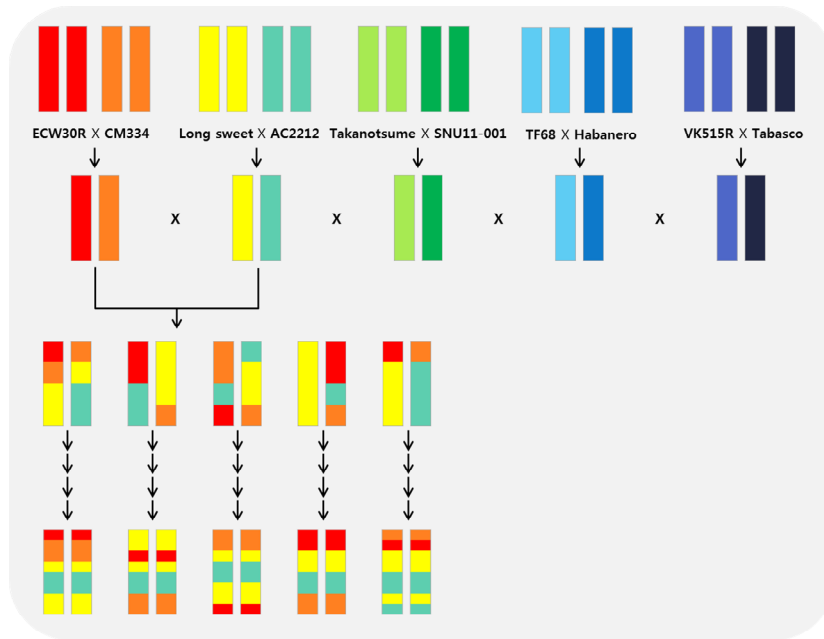 ECW30R X CM334 Long sweet X AC2212 Takanotsume X SNU11-001 TF68 X Habanero VK515R X Tabasco
X X X X